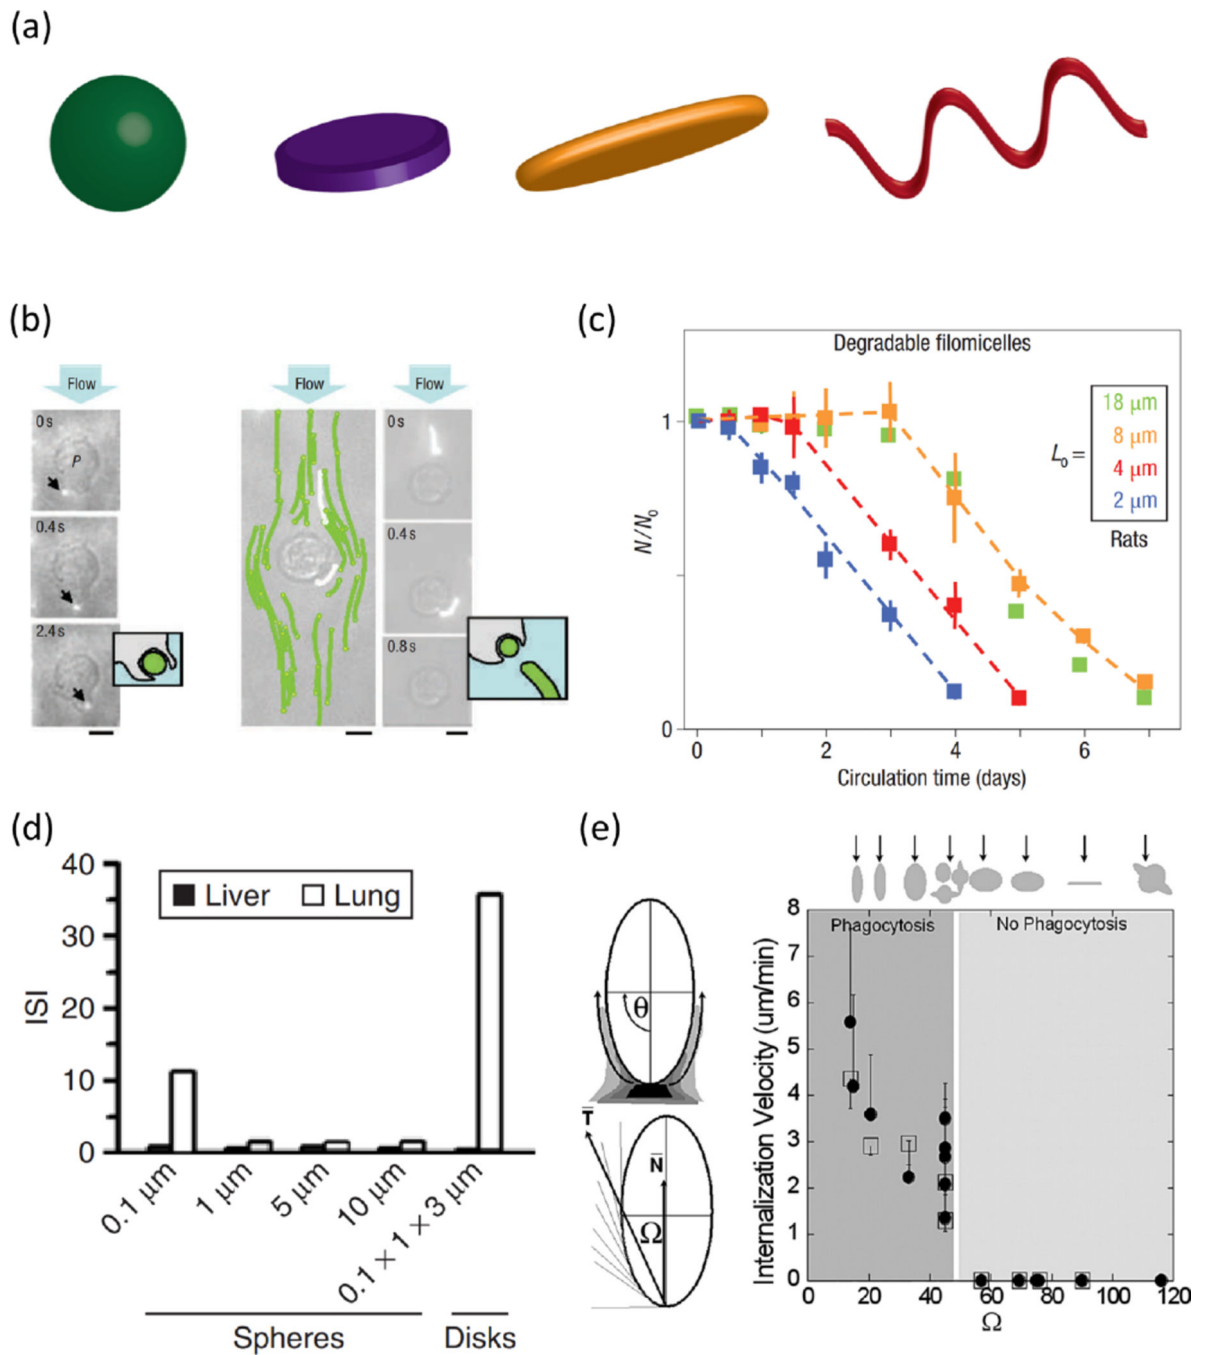 (a)
(b)
Flow
Flow
Flow
0s
P
0.4s
2.4s
0s
0.4s
0.8s
(c)
Degradable filomicelles
18 μm
8 μm
4 μm
2 μm
L₀ =
Rats
N/N₀
1
0
0 2 4 6
Circulation time (days)
(d)
Liver Lung
ISI
40
30
20
10
0
0.1 μm
1 μm
5 μm
10 μm
0.1 × 1 × 3 μm
Spheres Disks
(e)
θ
T̅
N̅
Ω
Phagocytosis
No Phagocytosis
Internalization Velocity (um/min)
8
7
6
5
4
3
2
1
0
0 20 40 60 80 100 120
Ω